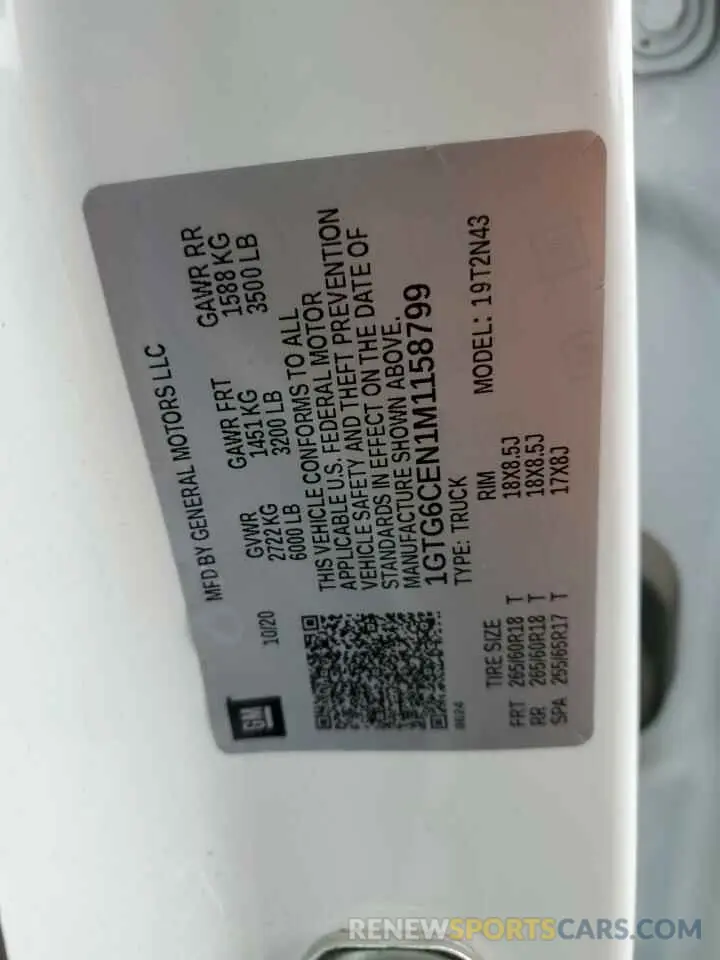 MFD BY GENERAL MOTORS LLC
10/20
GVWR GAWR FRT GAWR RR
2722 KG 1451 KG 1588 KG
6000 LB 3200 LB 3500 LB
THIS VEHICLE CONFORMS TO ALL
APPLICABLE U.S. FEDERAL MOTOR
VEHICLE SAFETY AND THEFT PREVENTION
STANDARDS IN EFFECT ON THE DATE OF
MANUFACTURE SHOWN ABOVE.
1GTG6CEN1M1158799
TYPE: TRUCK MODEL: 19T2N43
TIRE SIZE RIM
FRT 265/60R18 T 18X8.5J
RR 265/60R18 T 18X8.5J
SPA 255/65R17 T 17X8J
GM
RENEWSPORTSCARS.COM